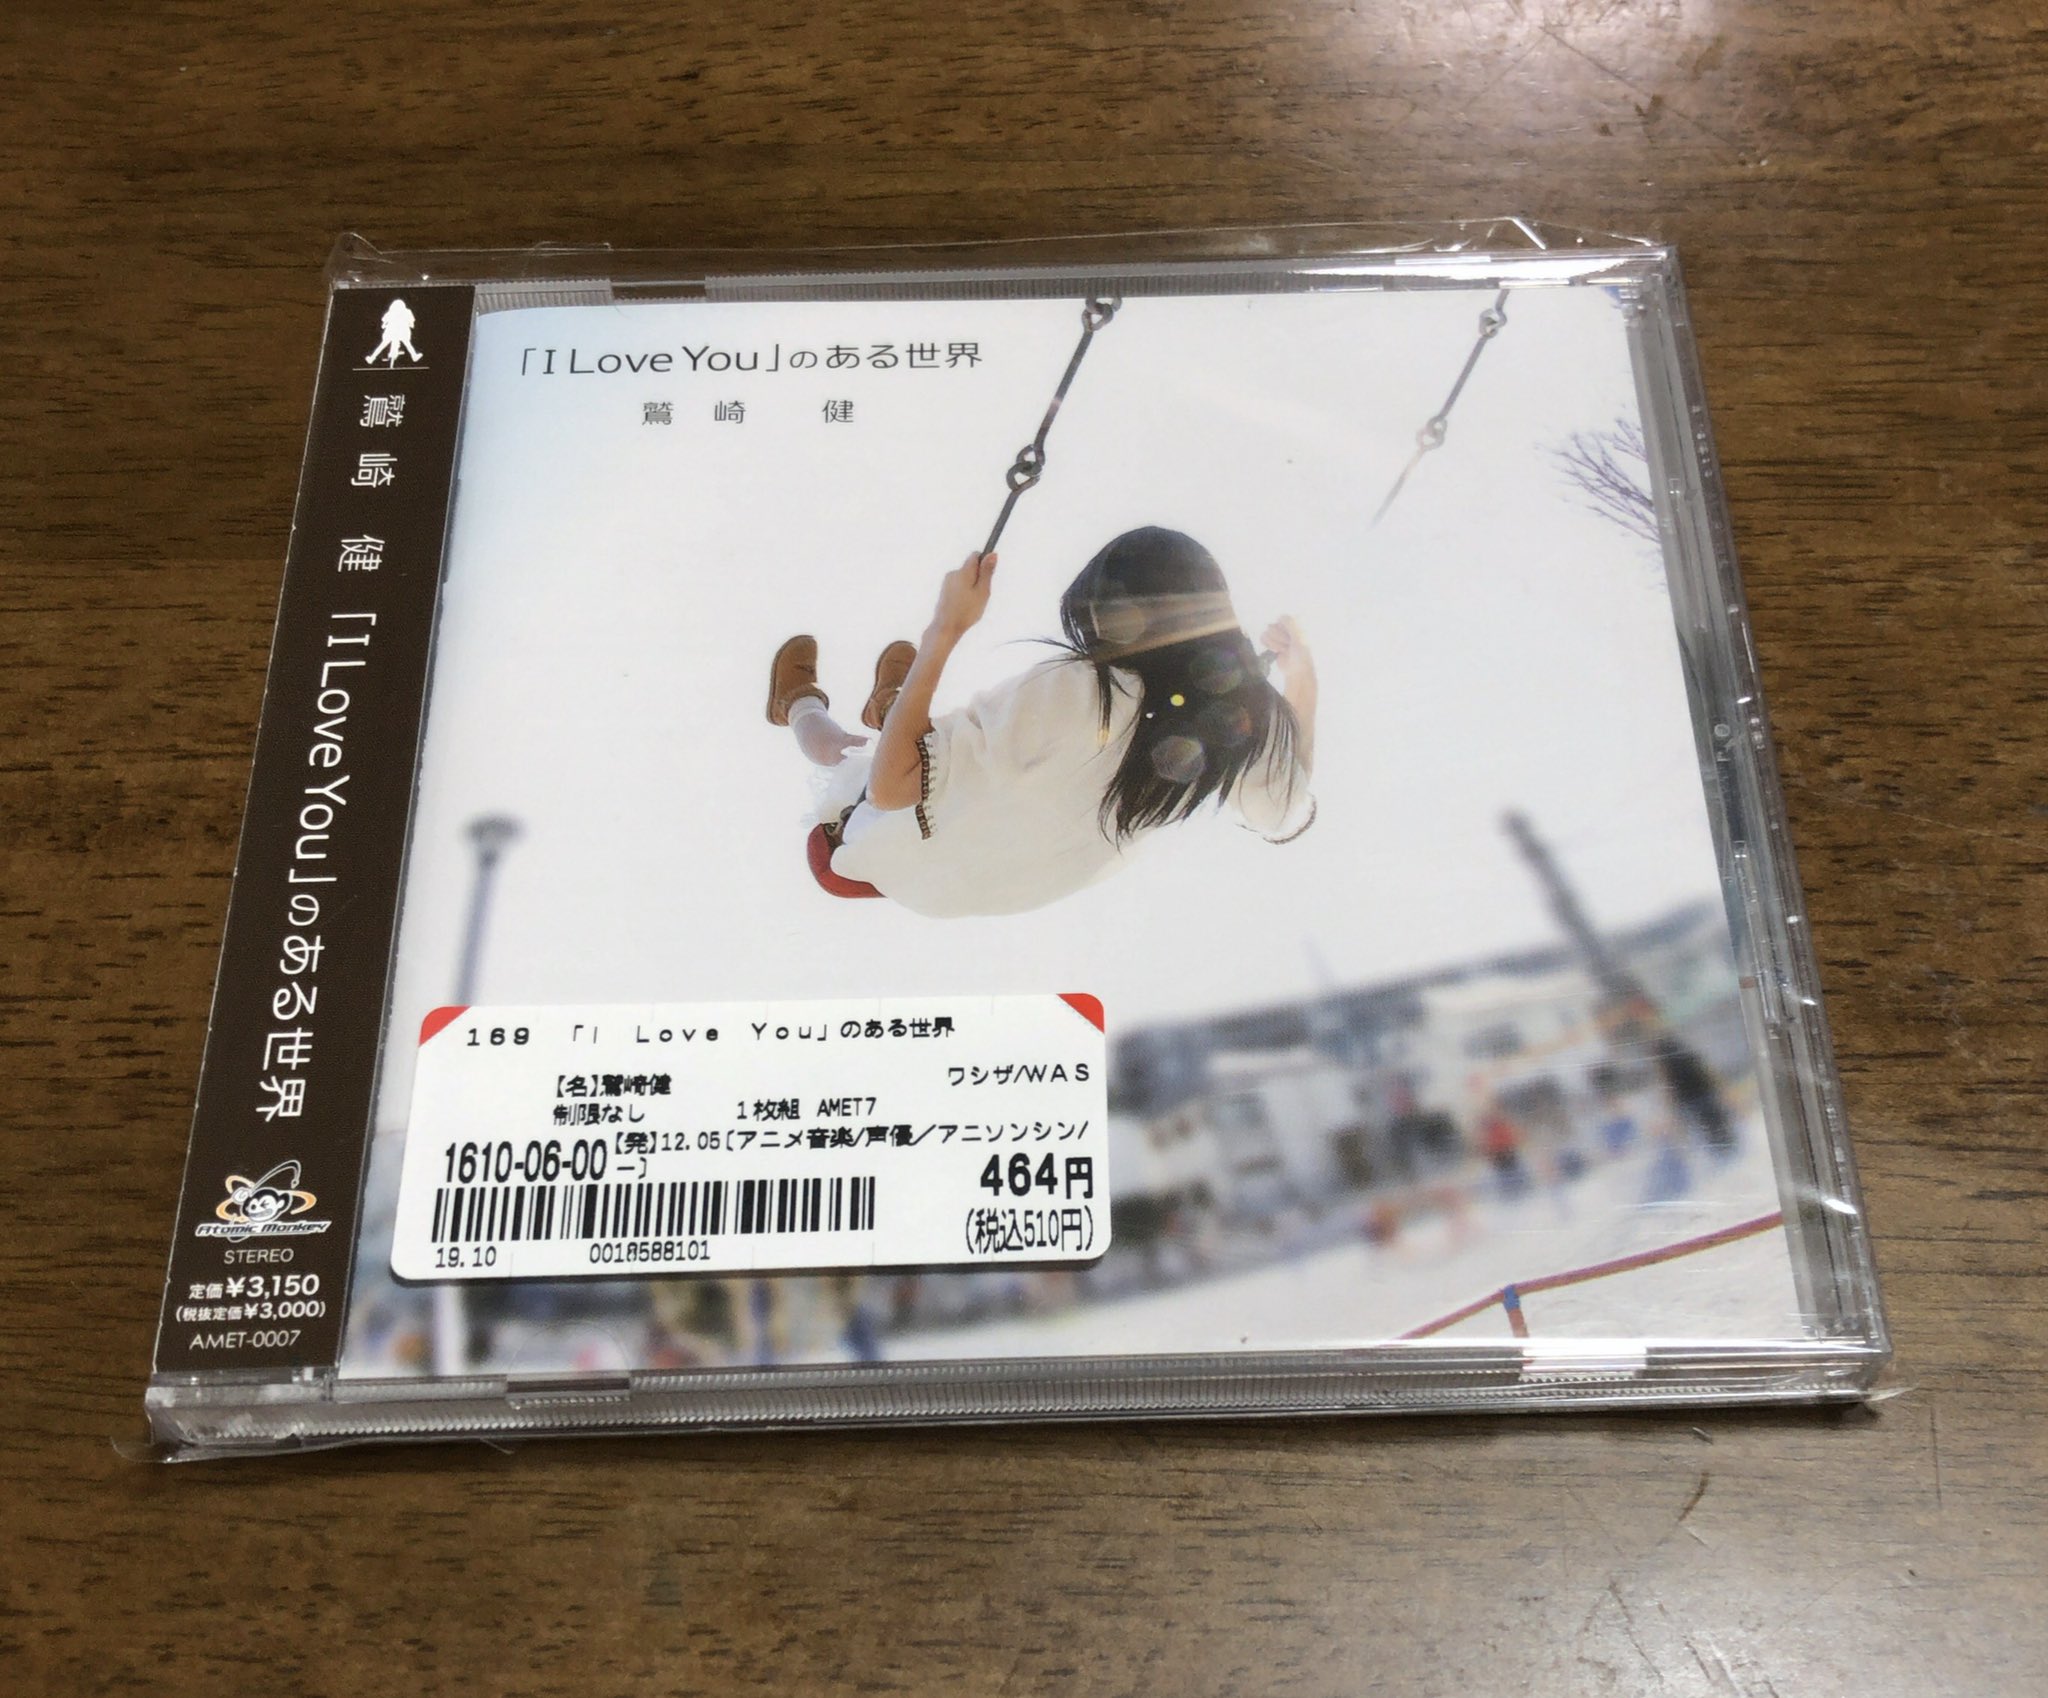 鷲崎 健 「I Love You」のある世界
Atomic Monkey
STEREO
定価¥3,150
(税抜定価¥3,000)
AMET-0007
「I Love You」のある世界
鷲崎 健
169 「I Love You」のある世界
ワシザ/WAS
【名】鷲崎健
制限なし 1枚組 AMET7
1610-06-00 【発】12.05〔アニメ音楽/声優/アニソンシン/
ー〕
464円
(税込510円)
19.10 0018588101